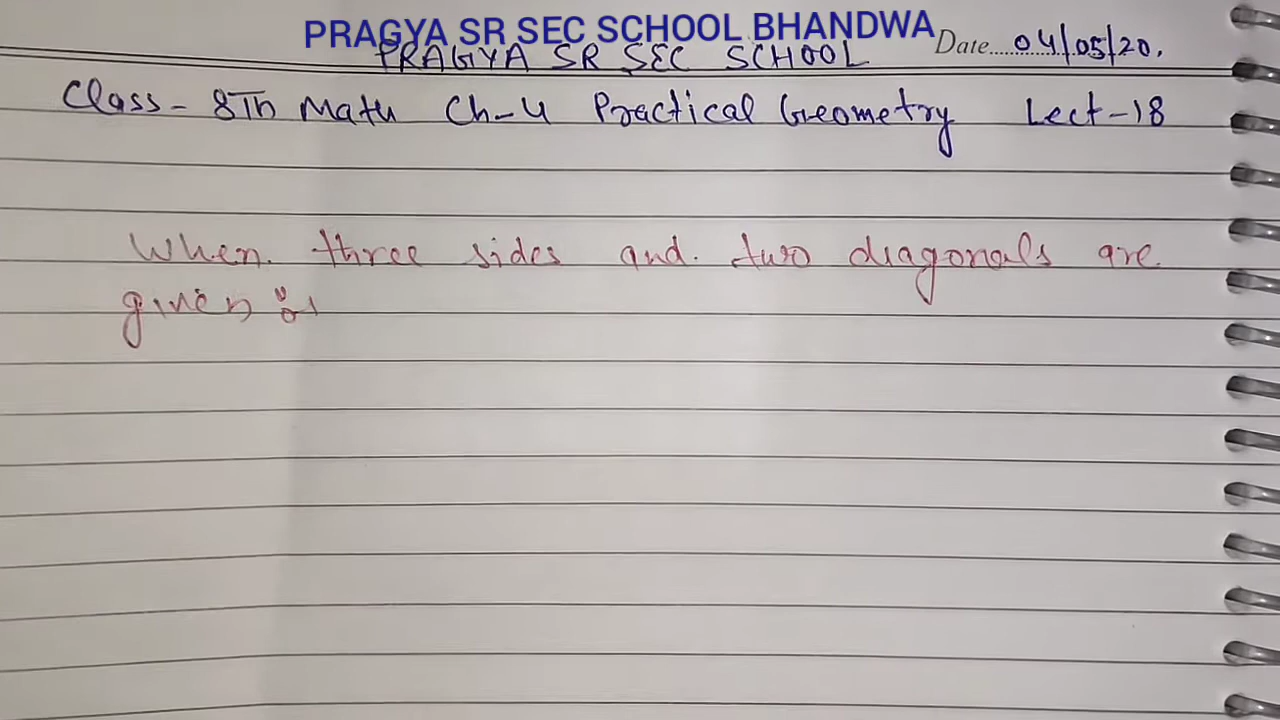 PRAGYA SR SEC SCHOOL BHANDWA
PRAGYA SR SEC SCHOOL
Date 04/05/20.
Class - 8Th Math Ch-4 Practical Geometry Lect-18
When. three sides and. two diagonals are
given